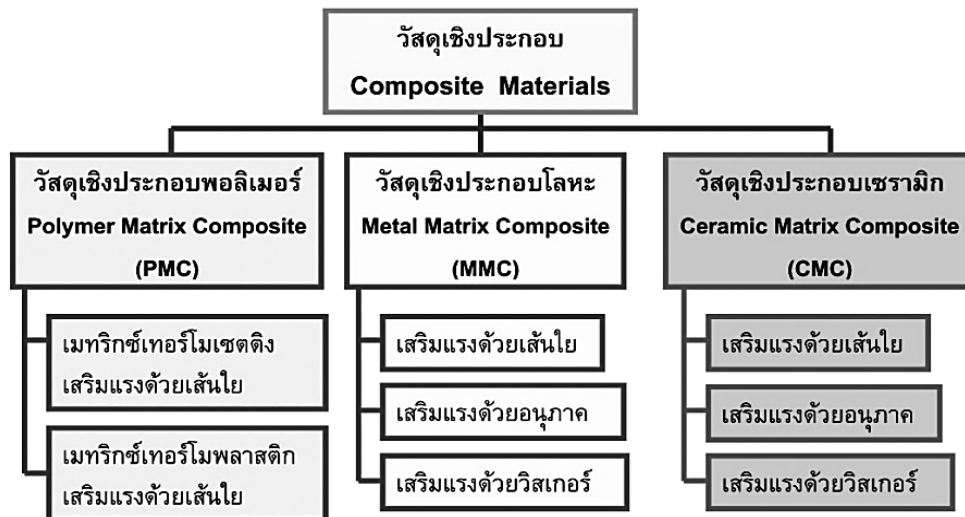 วัสดุเชิงประกอบ
Composite Materials
วัสดุเชิงประกอบพอลิเมอร์
Polymer Matrix Composite
(PMC)
เมทริกซ์เทอร์โมเซตติง
เสริมแรงด้วยเส้นใย
เมทริกซ์เทอร์โมพลาสติก
เสริมแรงด้วยเส้นใย
วัสดุเชิงประกอบโลหะ
Metal Matrix Composite
(MMC)
เสริมแรงด้วยเส้นใย
เสริมแรงด้วยอนุภาค
เสริมแรงด้วยวิสเกอร์
วัสดุเชิงประกอบเซรามิก
Ceramic Matrix Composite
(CMC)
เสริมแรงด้วยเส้นใย
เสริมแรงด้วยอนุภาค
เสริมแรงด้วยวิสเกอร์